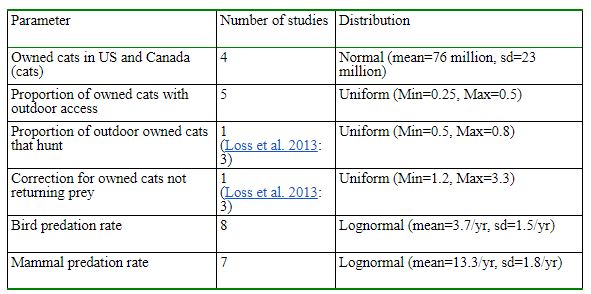 Parameter Number of studies Distribution
Owned cats in US and Canada 4 Normal (mean=76 million, sd=23
(cats) million)
Proportion of owned cats with 5 Uniform (Min=0.25, Max=0.5)
outdoor access
Proportion of outdoor owned cats 1 Uniform (Min=0.5, Max=0.8)
that hunt (Loss et al. 2013:
3)
Correction for owned cats not 1 Uniform (Min=1.2, Max=3.3)
returning prey (Loss et al. 2013:
3)
Bird predation rate 8 Lognormal (mean=3.7/yr, sd=1.5/yr)
Mammal predation rate 7 Lognormal (mean=13.3/yr, sd=1.8/yr)